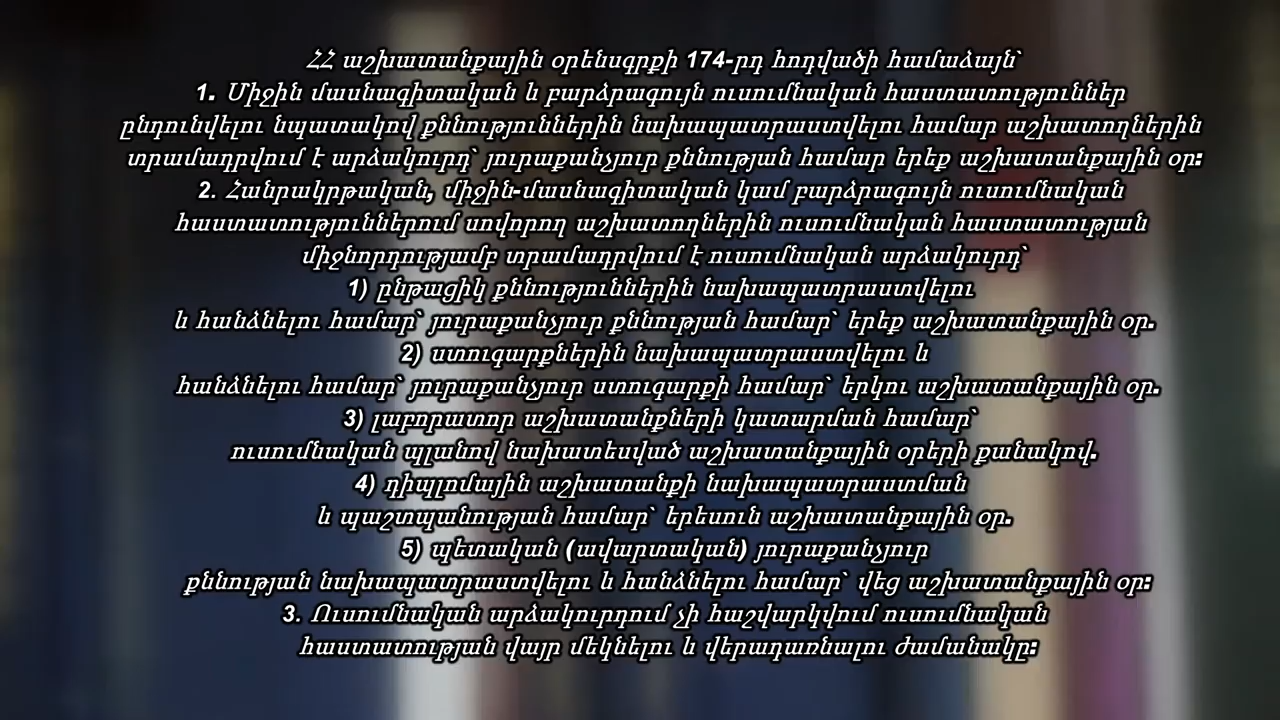 ՀՀ աշխատանքային օրենսգրքի 174-րդ հոդվածի համաձայն՝
1. Միջին մասնագիտական և բարձրագույն ուսումնական հաստատություններ
ընդունվելու նպատակով քննություններին նախապատրաստվելու համար աշխատողներին
տրամադրվում է արձակուրդ՝ յուրաքանչյուր քննության համար երեք աշխատանքային օր:
2. Հանրակրթական, միջին-մասնագիտական կամ բարձրագույն ուսումնական
հաստատություններում սովորող աշխատողներին ուսումնական հաստատության
միջնորդությամբ տրամադրվում է ուսումնական արձակուրդ՝
1) ընթացիկ քննություններին նախապատրաստվելու
և հանձնելու համար՝ յուրաքանչյուր քննության համար՝ երեք աշխատանքային օր.
2) ստուգարքներին նախապատրաստվելու և
հանձնելու համար՝ յուրաքանչյուր ստուգարքի համար՝ երկու աշխատանքային օր.
3) լաբորատոր աշխատանքների կատարման համար՝
ուսումնական պլանով նախատեսված աշխատանքային օրերի քանակով.
4) դիպլոմային աշխատանքի նախապատրաստման
և պաշտպանության համար՝ երեսուն աշխատանքային օր.
5) պետական (ավարտական) յուրաքանչյուր
քննության նախապատրաստվելու և հանձնելու համար՝ վեց աշխատանքային օր:
3. Ուսումնական արձակուրդում չի հաշվարկվում ուսումնական
հաստատության վայր մեկնելու և վերադառնալու ժամանակը: